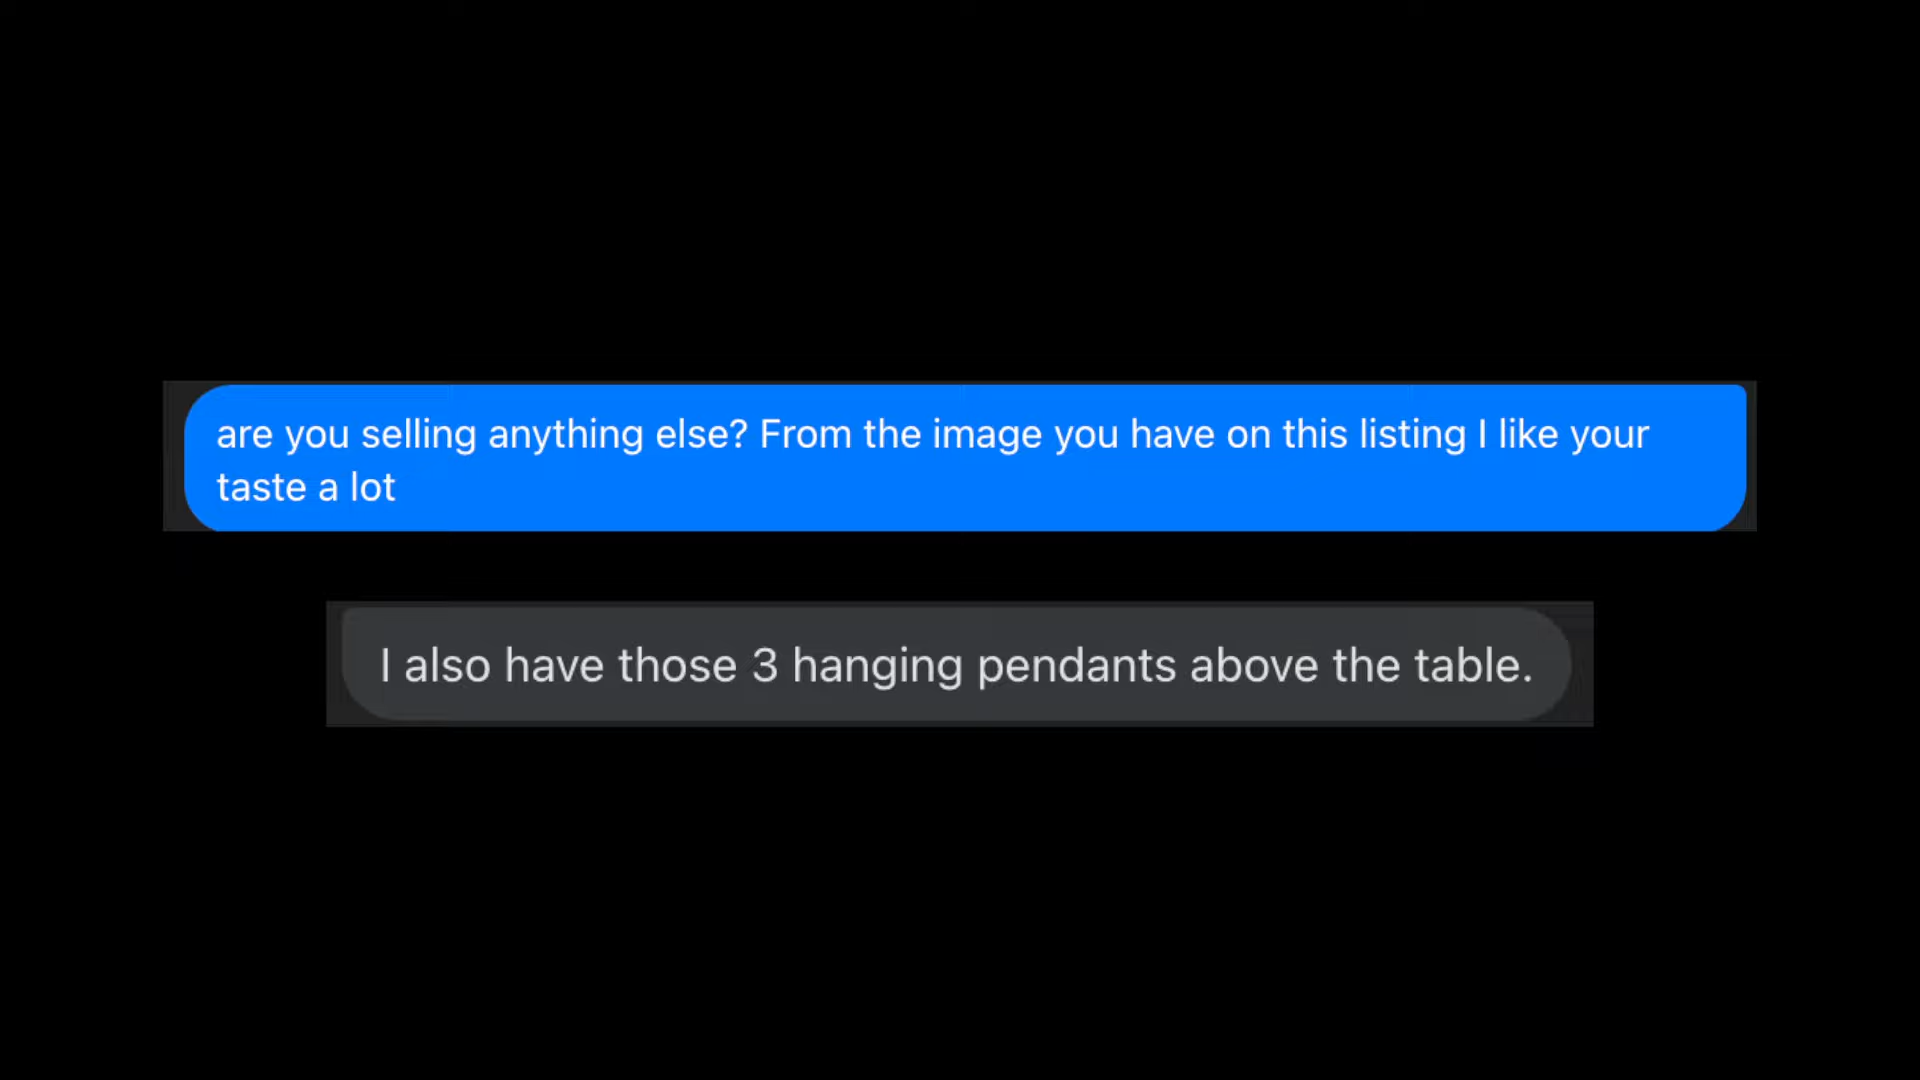 are you selling anything else? From the image you have on this listing I like your
taste a lot
I also have those 3 hanging pendants above the table.